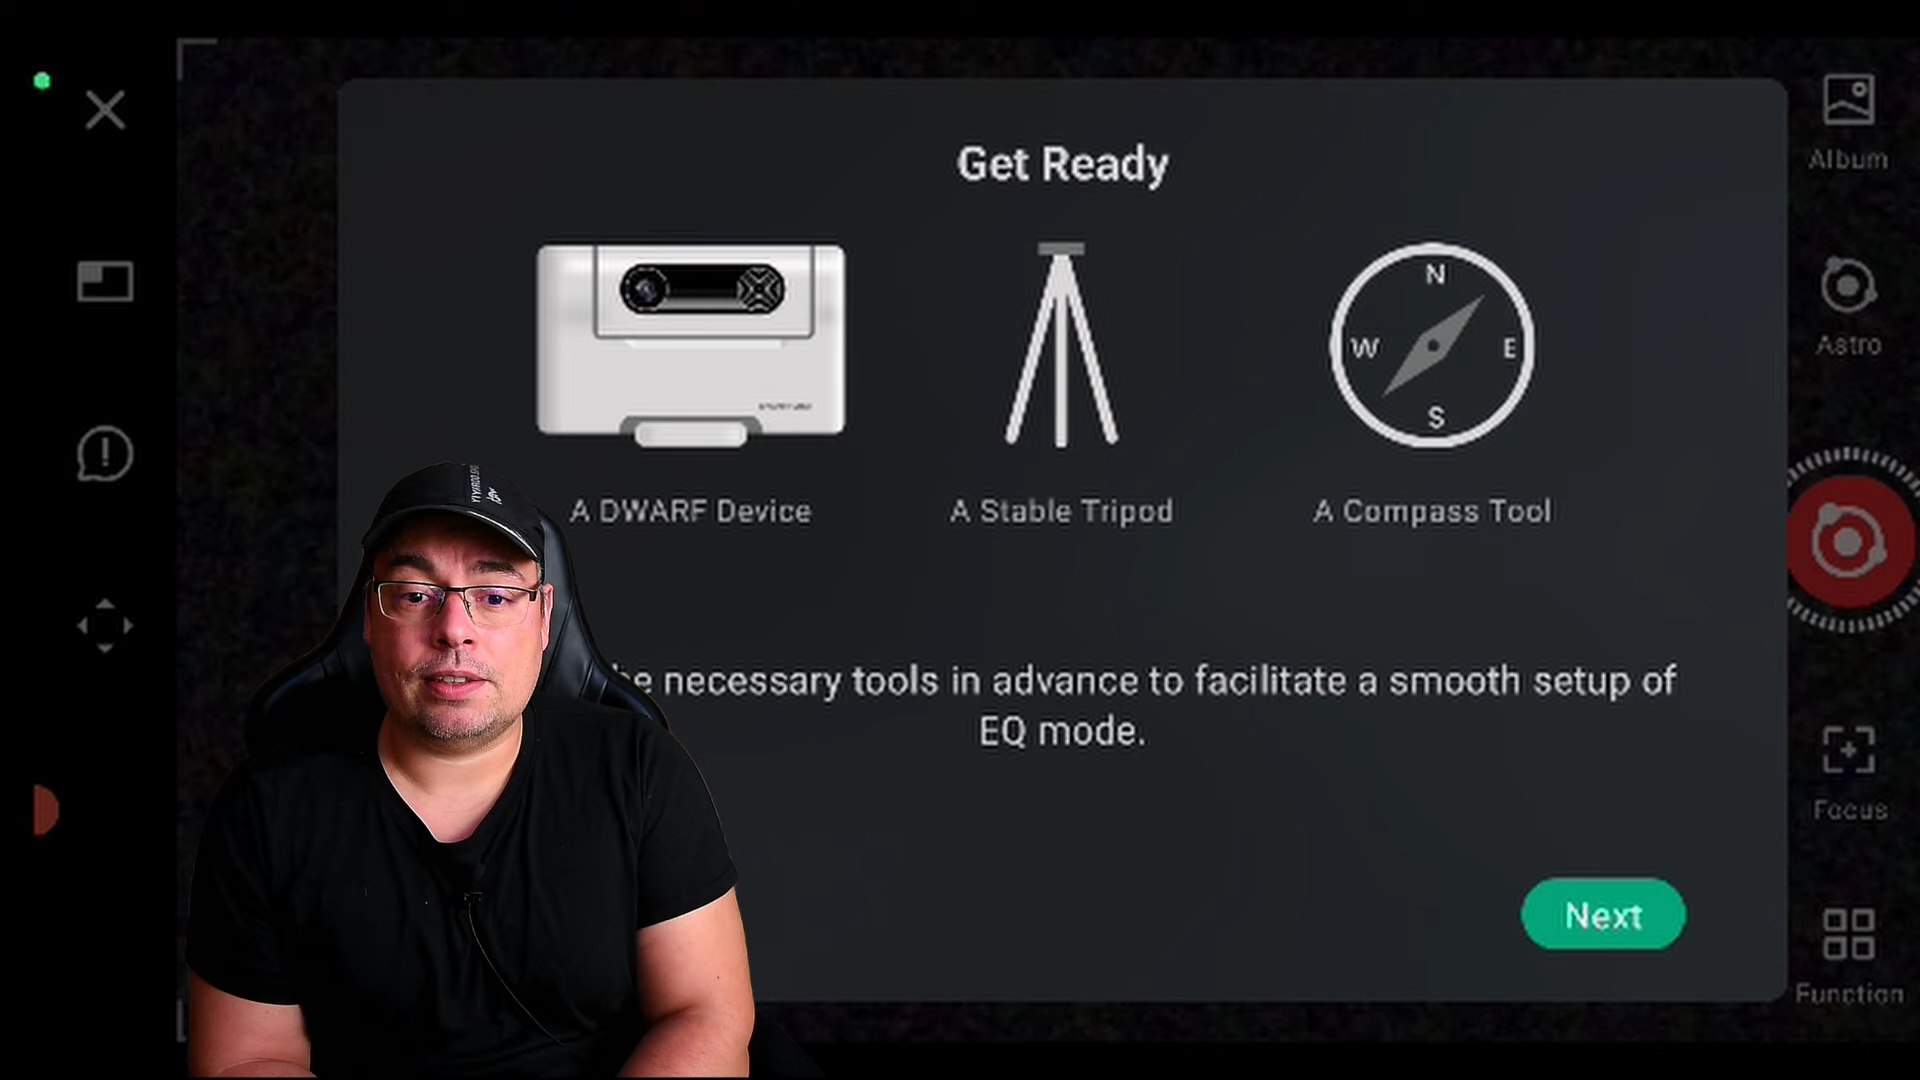 Get Ready
Album
N
W
E
S
Astro
A DWARF Device
A Stable Tripod
A Compass Tool
necessary tools in advance to facilitate a smooth setup of
EQ mode.
Focus
Next
Function